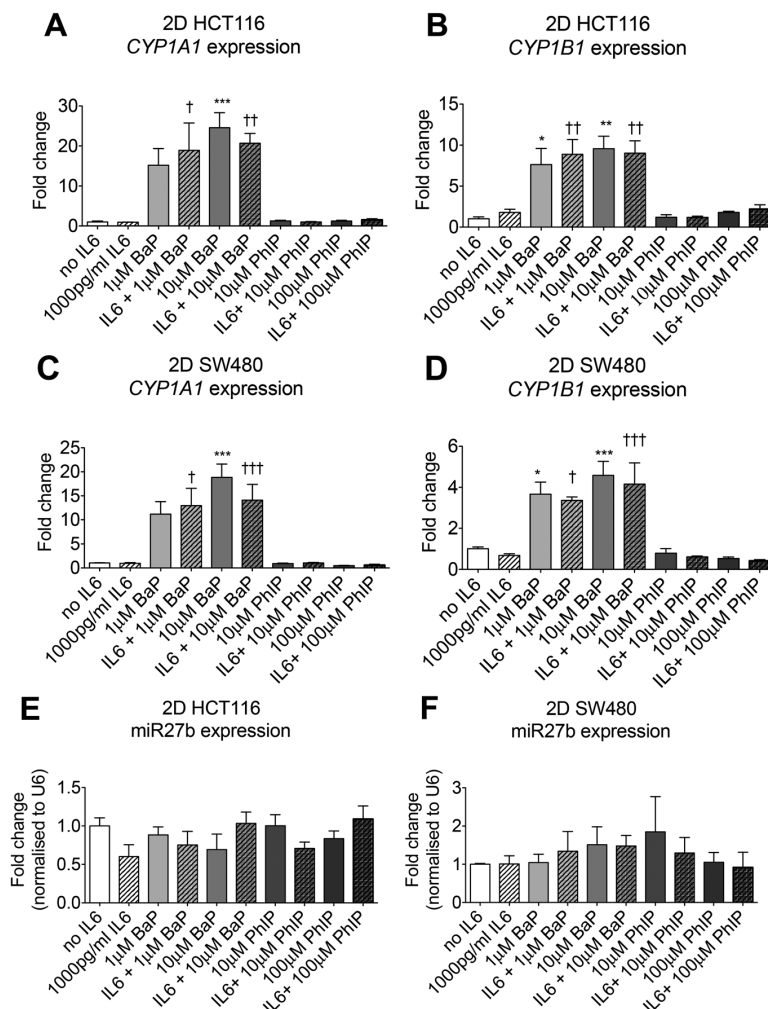 A
2D HCT116
CYP1A1 expression
Fold change
30
20
10
0
†
***
††
no IL6
1000pg/ml IL6
1µM BaP
IL6 + 1µM BaP
10µM BaP
IL6 + 10µM BaP
10µM PhIP
IL6+ 10µM PhIP
100µM PhIP
IL6+ 100µM PhIP
B
2D HCT116
CYP1B1 expression
Fold change
15
10
5
0
*
††
**
††
no IL6
1000pg/ml IL6
1µM BaP
IL6 + 1µM BaP
10µM BaP
IL6 + 10µM BaP
10µM PhIP
IL6+ 10µM PhIP
100µM PhIP
IL6+ 100µM PhIP
C
2D SW480
CYP1A1 expression
Fold change
25
20
15
10
5
0
†
***
†††
no IL6
1000pg/ml IL6
1µM BaP
IL6 + 1µM BaP
10µM BaP
IL6 + 10µM BaP
10µM PhIP
IL6+ 10µM PhIP
100µM PhIP
IL6+ 100µM PhIP
D
2D SW480
CYP1B1 expression
Fold change
6
4
2
0
*
†
***
†††
no IL6
1000pg/ml IL6
1µM BaP
IL6 + 1µM BaP
10µM BaP
IL6 + 10µM BaP
10µM PhIP
IL6+ 10µM PhIP
100µM PhIP
IL6+ 100µM PhIP
E
2D HCT116
miR27b expression
Fold change
(normalised to U6)
1.5
1.0
0.5
0.0
no IL6
1000pg/ml IL6
1µM BaP
IL6 + 1µM BaP
10µM BaP
IL6 + 10µM BaP
10µM PhIP
IL6+ 10µM PhIP
100µM PhIP
IL6+ 100µM PhIP
F
2D SW480
miR27b expression
Fold change
(normalised to U6)
3
2
1
0
no IL6
1000pg/ml IL6
1µM BaP
IL6 + 1µM BaP
10µM BaP
IL6 + 10µM BaP
10µM PhIP
IL6+ 10µM PhIP
100µM PhIP
IL6+ 100µM PhIP